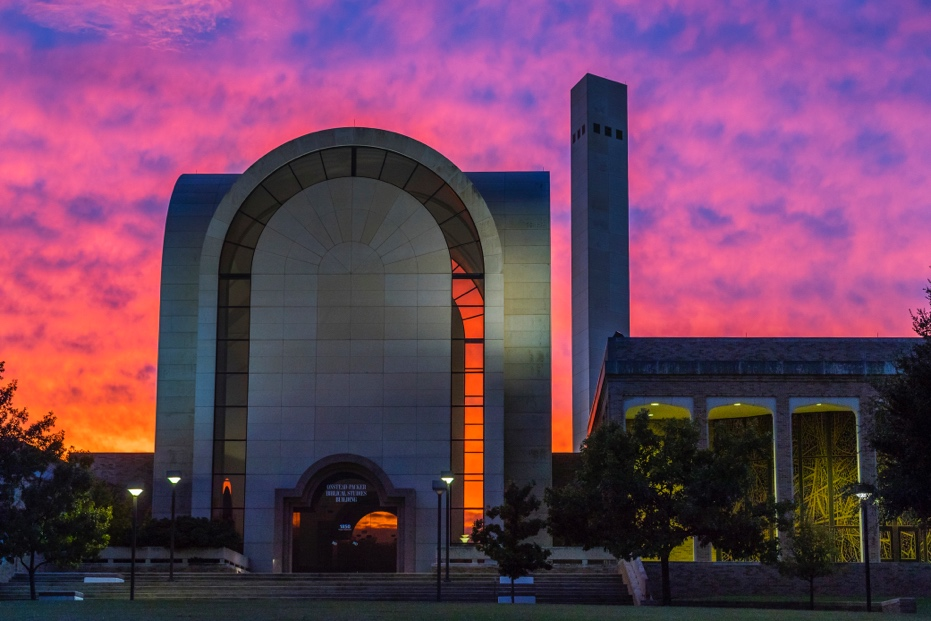 ONSTEAD-PACKER
BIBLICAL STUDIES
BUILDING